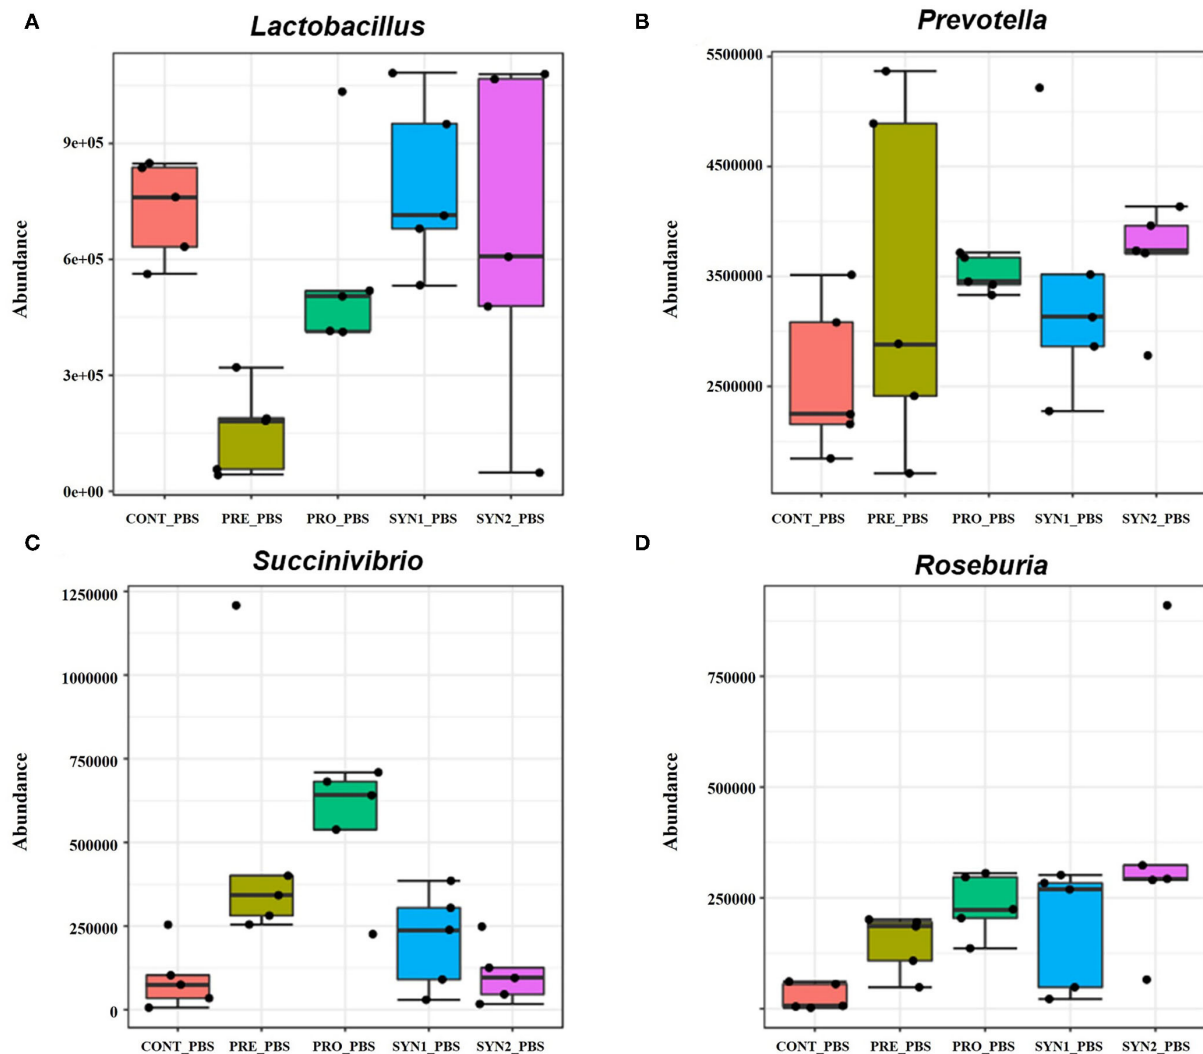 A
Lactobacillus
Abundance
9e+05
6e+05
3e+05
0e+00
CONT_PBS PRE_PBS PRO_PBS SYN1_PBS SYN2_PBS
B
Prevotella
Abundance
5500000
4500000
3500000
2500000
CONT_PBS PRE_PBS PRO_PBS SYN1_PBS SYN2_PBS
C
Succinivibrio
Abundance
1250000
1000000
750000
500000
250000
0
CONT_PBS PRE_PBS PRO_PBS SYN1_PBS SYN2_PBS
D
Roseburia
Abundance
750000
500000
250000
CONT_PBS PRE_PBS PRO_PBS SYN1_PBS SYN2_PBS